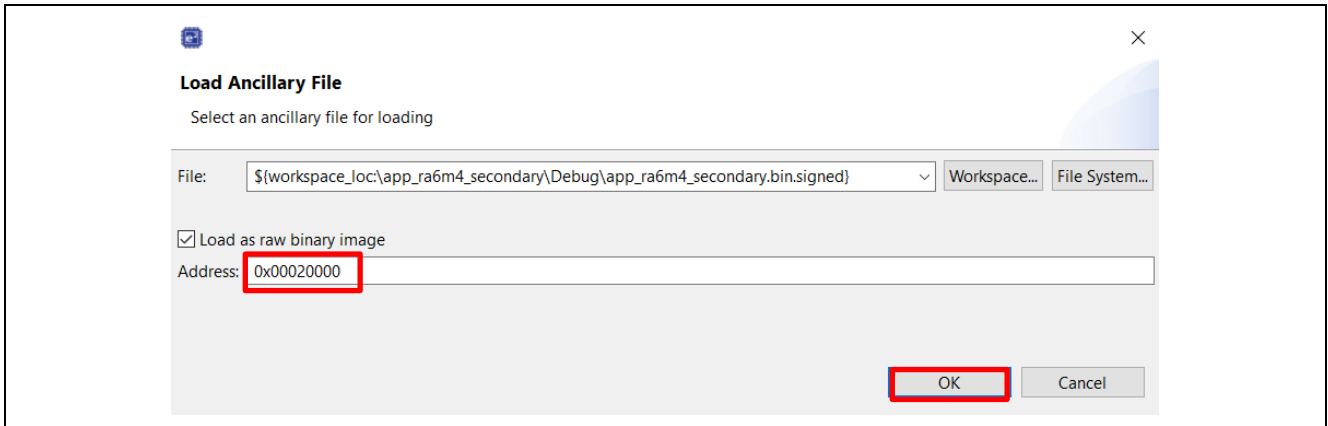 Load Ancillary File
Select an ancillary file for loading
File: ${workspace_loc:\app_ra6m4_secondary\Debug\app_ra6m4_secondary.bin.signed} Workspace... File System...
Load as raw binary image
Address: 0x00020000
OK Cancel